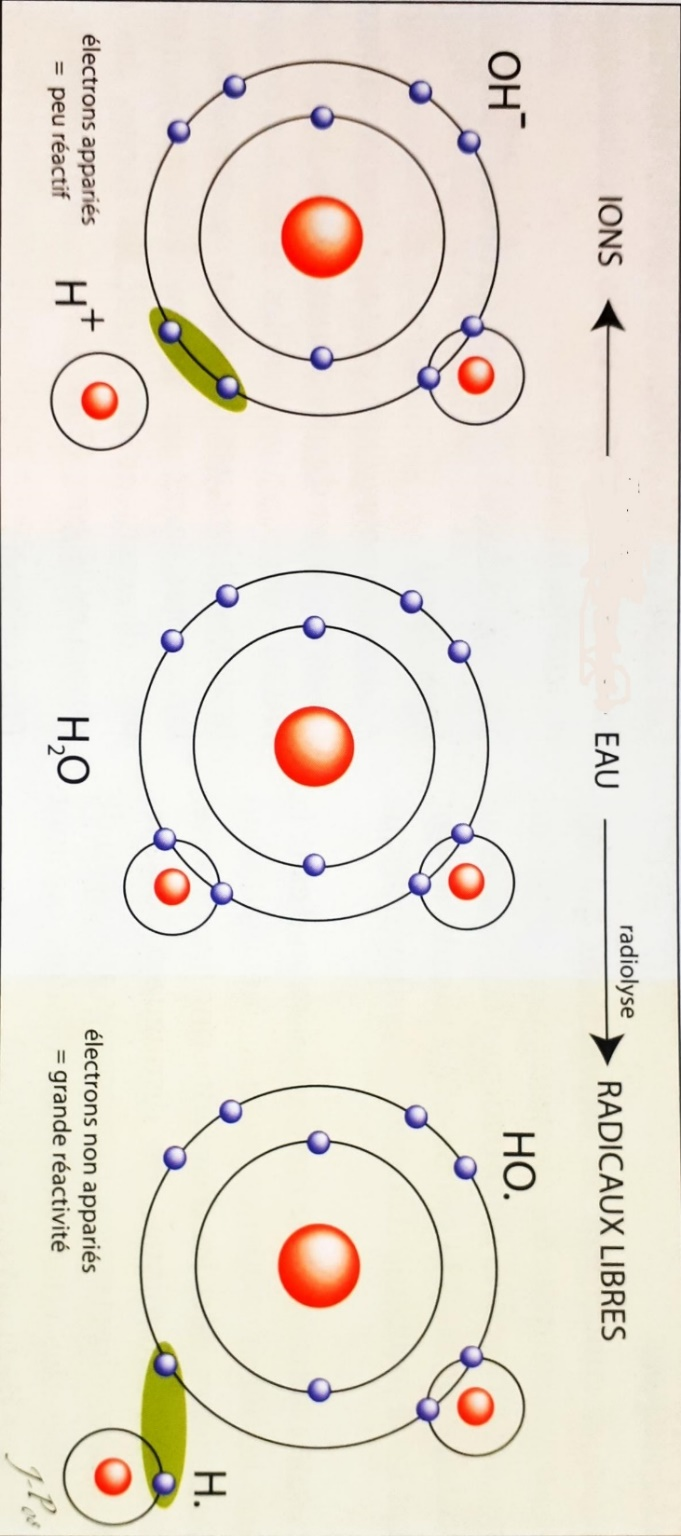 IONS
EAU
radiolyse
RADICAUX LIBRES
OH⁻
HO.
H₂O
H⁺
H.
électrons appariés
= peu réactif
électrons non appariés
= grande réactivité